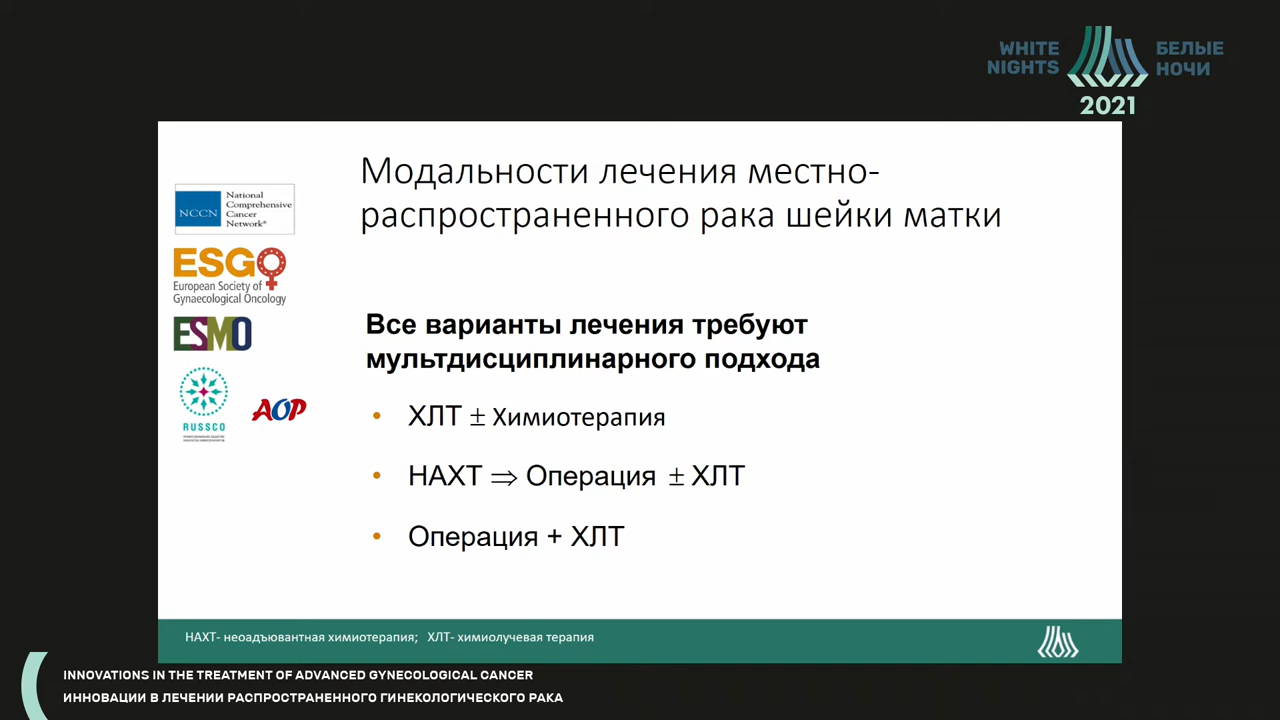 WHITE NIGHTS
БЕЛЫЕ НОЧИ
2021
Модальности лечения местно-
распространенного рака шейки матки
NCCN
National
Comprehensive
Cancer
Network®
ESGO
European Society of
Gynaecological Oncology
ESMO
RUSSCO
АОР
Все варианты лечения требуют
мультдисциплинарного подхода
• ХЛТ ± Химиотерапия
• НАХТ ⇒ Операция ± ХЛТ
• Операция + ХЛТ
НАХТ- неоадъювантная химиотерапия; ХЛТ- химиолучевая терапия
INNOVATIONS IN THE TREATMENT OF ADVANCED GYNECOLOGICAL CANCER
ИННОВАЦИИ В ЛЕЧЕНИИ РАСПРОСТРАНЕННОГО ГИНЕКОЛОГИЧЕСКОГО РАКА